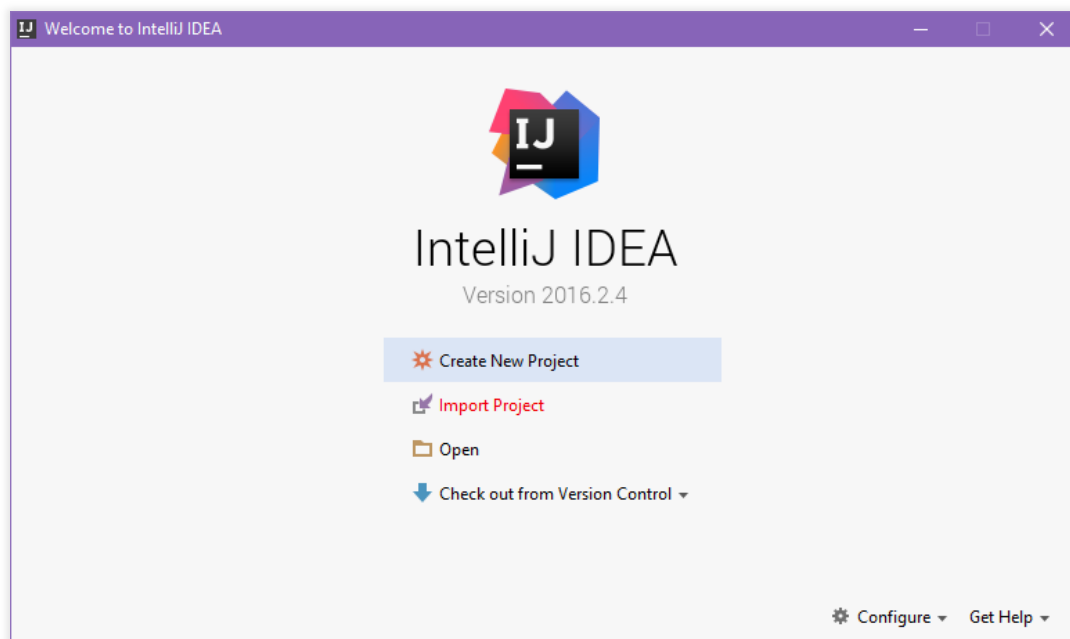 Welcome to IntelliJ IDEA
IJ
IntelliJ IDEA
Version 2016.2.4
Create New Project
Import Project
Open
Check out from Version Control
Configure Get Help